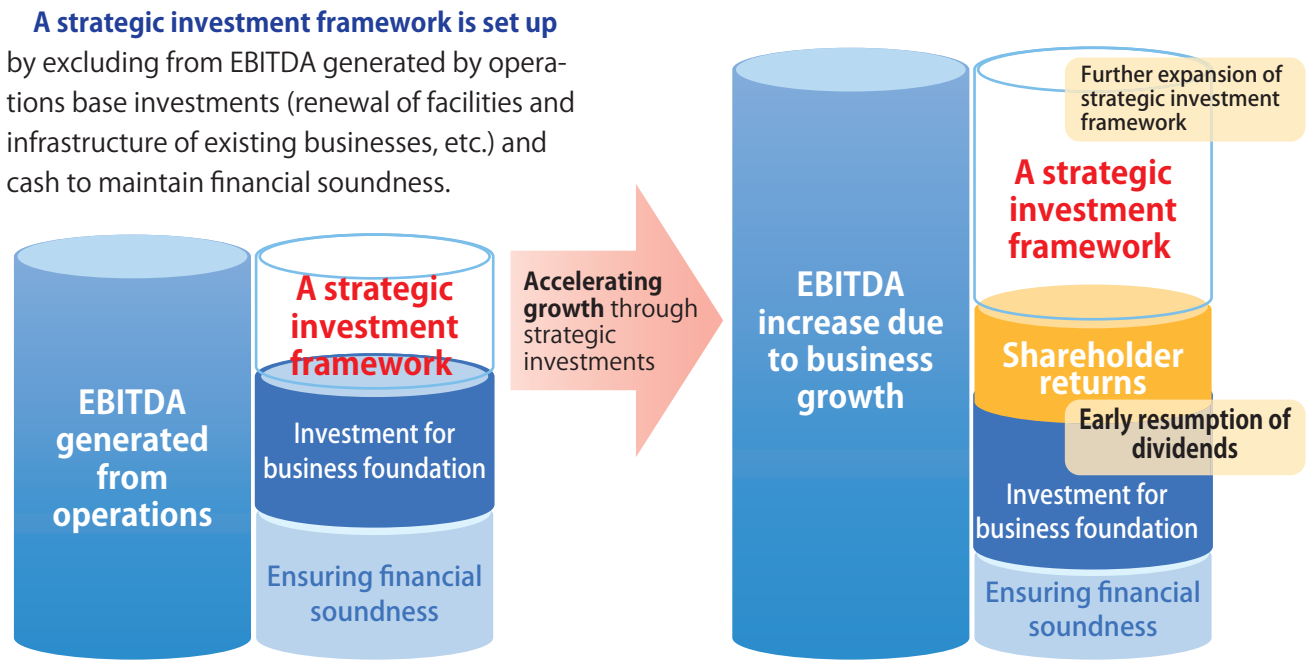 A strategic investment framework is set up
by excluding from EBITDA generated by opera-
tions base investments (renewal of facilities and
infrastructure of existing businesses, etc.) and
cash to maintain financial soundness.
EBITDA
generated
from
operations
A strategic
investment
framework
Investment for
business foundation
Ensuring financial
soundness
Accelerating
growth through
strategic
investments
EBITDA
increase due
to business
growth
Further expansion of
strategic investment
framework
A strategic
investment
framework
Shareholder
returns
Early resumption of
dividends
Investment for
business foundation
Ensuring financial
soundness